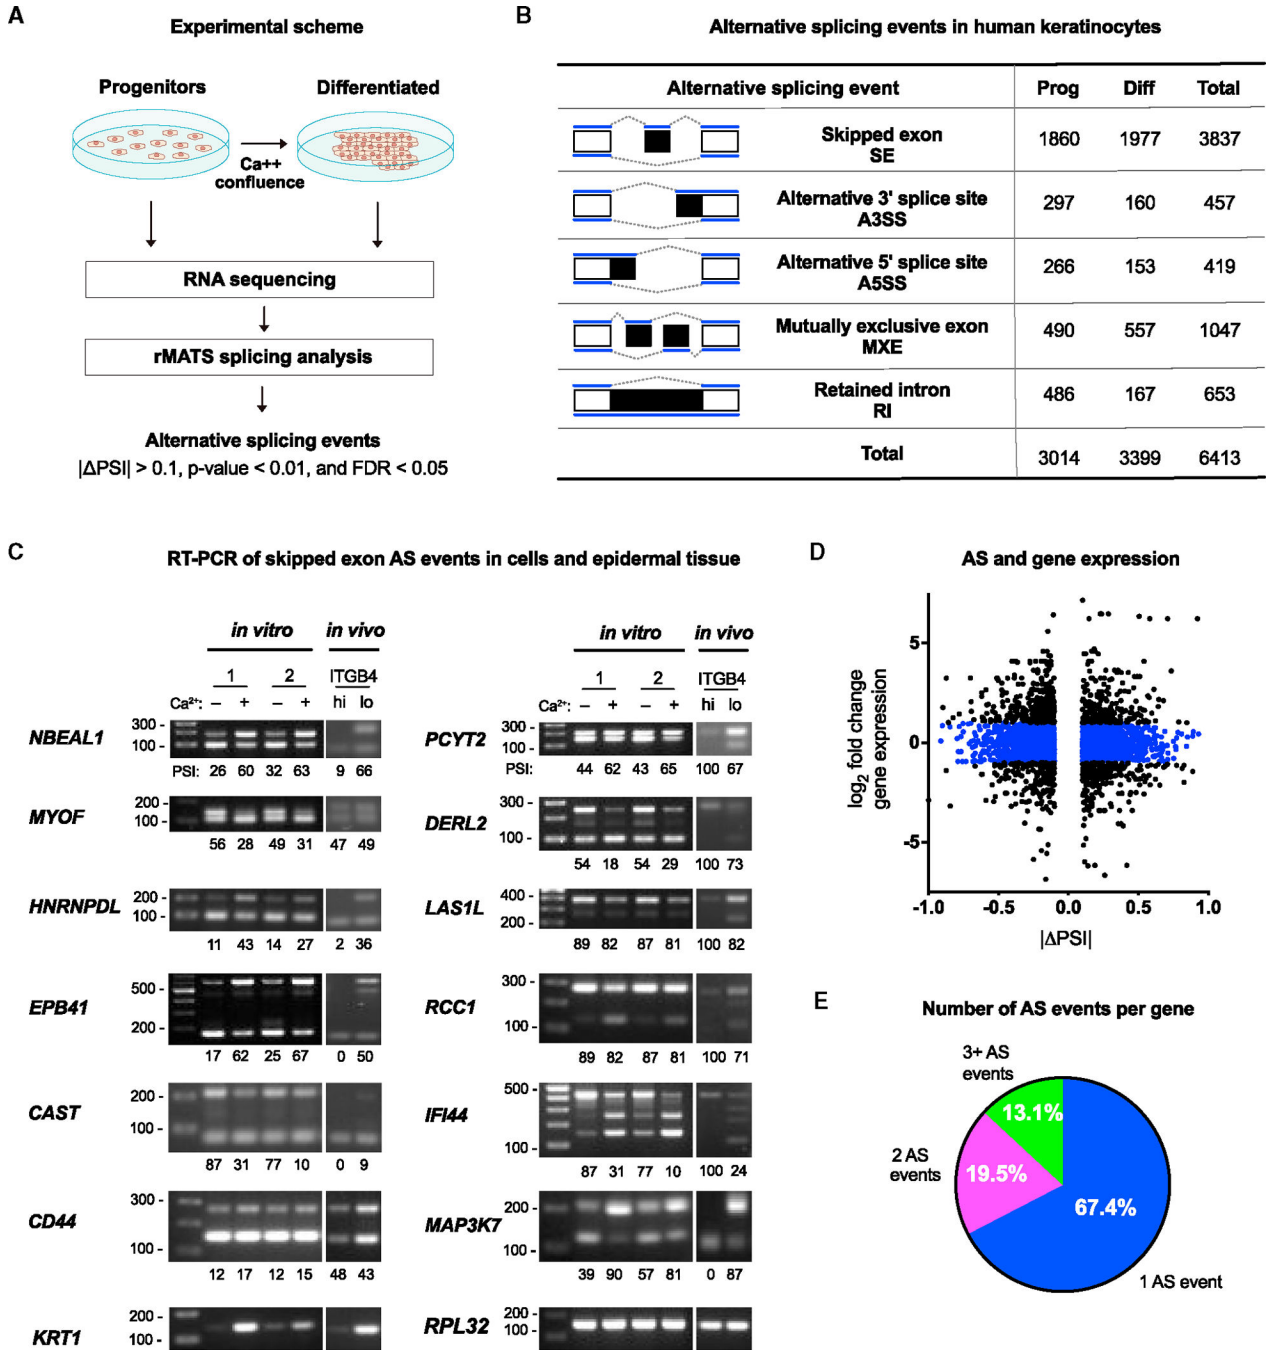 A
Experimental scheme
Progenitors
Differentiated
Ca++
confluence
RNA sequencing
rMATS splicing analysis
Alternative splicing events
|ΔPSI| > 0.1, p-value < 0.01, and FDR < 0.05
B
Alternative splicing events in human keratinocytes
Alternative splicing event Prog Diff Total
Skipped exon
SE
1860 1977 3837
Alternative 3' splice site
A3SS
297 160 457
Alternative 5' splice site
A5SS
266 153 419
Mutually exclusive exon
MXE
490 557 1047
Retained intron
RI
486 167 653
Total 3014 3399 6413
C
RT-PCR of skipped exon AS events in cells and epidermal tissue
in vitro in vivo
1 2 ITGB4
Ca²⁺: – + – + hi lo
NBEAL1
300 -
100 -
PSI: 26 60 32 63 9 66
MYOF
200 -
100 -
56 28 49 31 47 49
HNRNPDL
200 -
100 -
11 43 14 27 2 36
EPB41
500 -
200 -
17 62 25 67 0 50
CAST
200 -
100 -
87 31 77 10 0 9
CD44
300 -
100 -
12 17 12 15 48 43
KRT1
200 -
100 -
in vitro in vivo
1 2 ITGB4
Ca²⁺: – + – + hi lo
PCYT2
300 -
100 -
PSI: 44 62 43 65 100 67
DERL2
300 -
100 -
54 18 54 29 100 73
LAS1L
400 -
200 -
89 82 87 81 100 82
RCC1
300 -
100 -
89 82 87 81 100 71
IFI44
500 -
100 -
87 31 77 10 100 24
MAP3K7
200 -
100 -
39 90 57 81 0 87
RPL32
200 -
100 -
D
AS and gene expression
log₂ fold change
gene expression
5
0
-5
-1.0 -0.5 0.0 0.5 1.0
|ΔPSI|
E
Number of AS events per gene
3+ AS
events
13.1%
2 AS
events
19.5%
67.4%
1 AS event